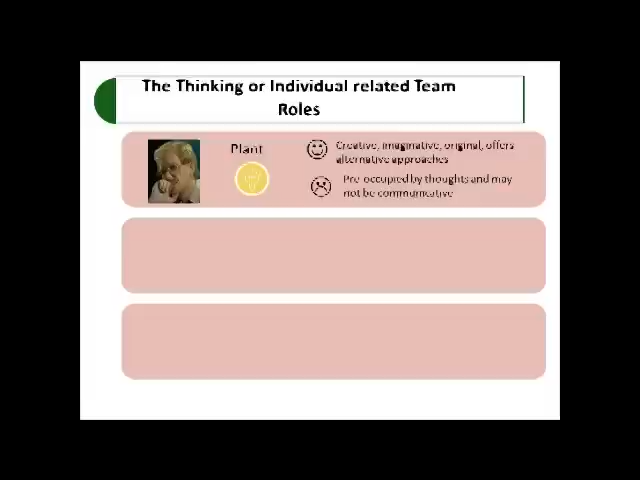 The Thinking or Individual related Team
Roles
Plant
Creative, imaginative, original, offers
alternative approaches
Pre-occupied by thoughts and may
not be communicative